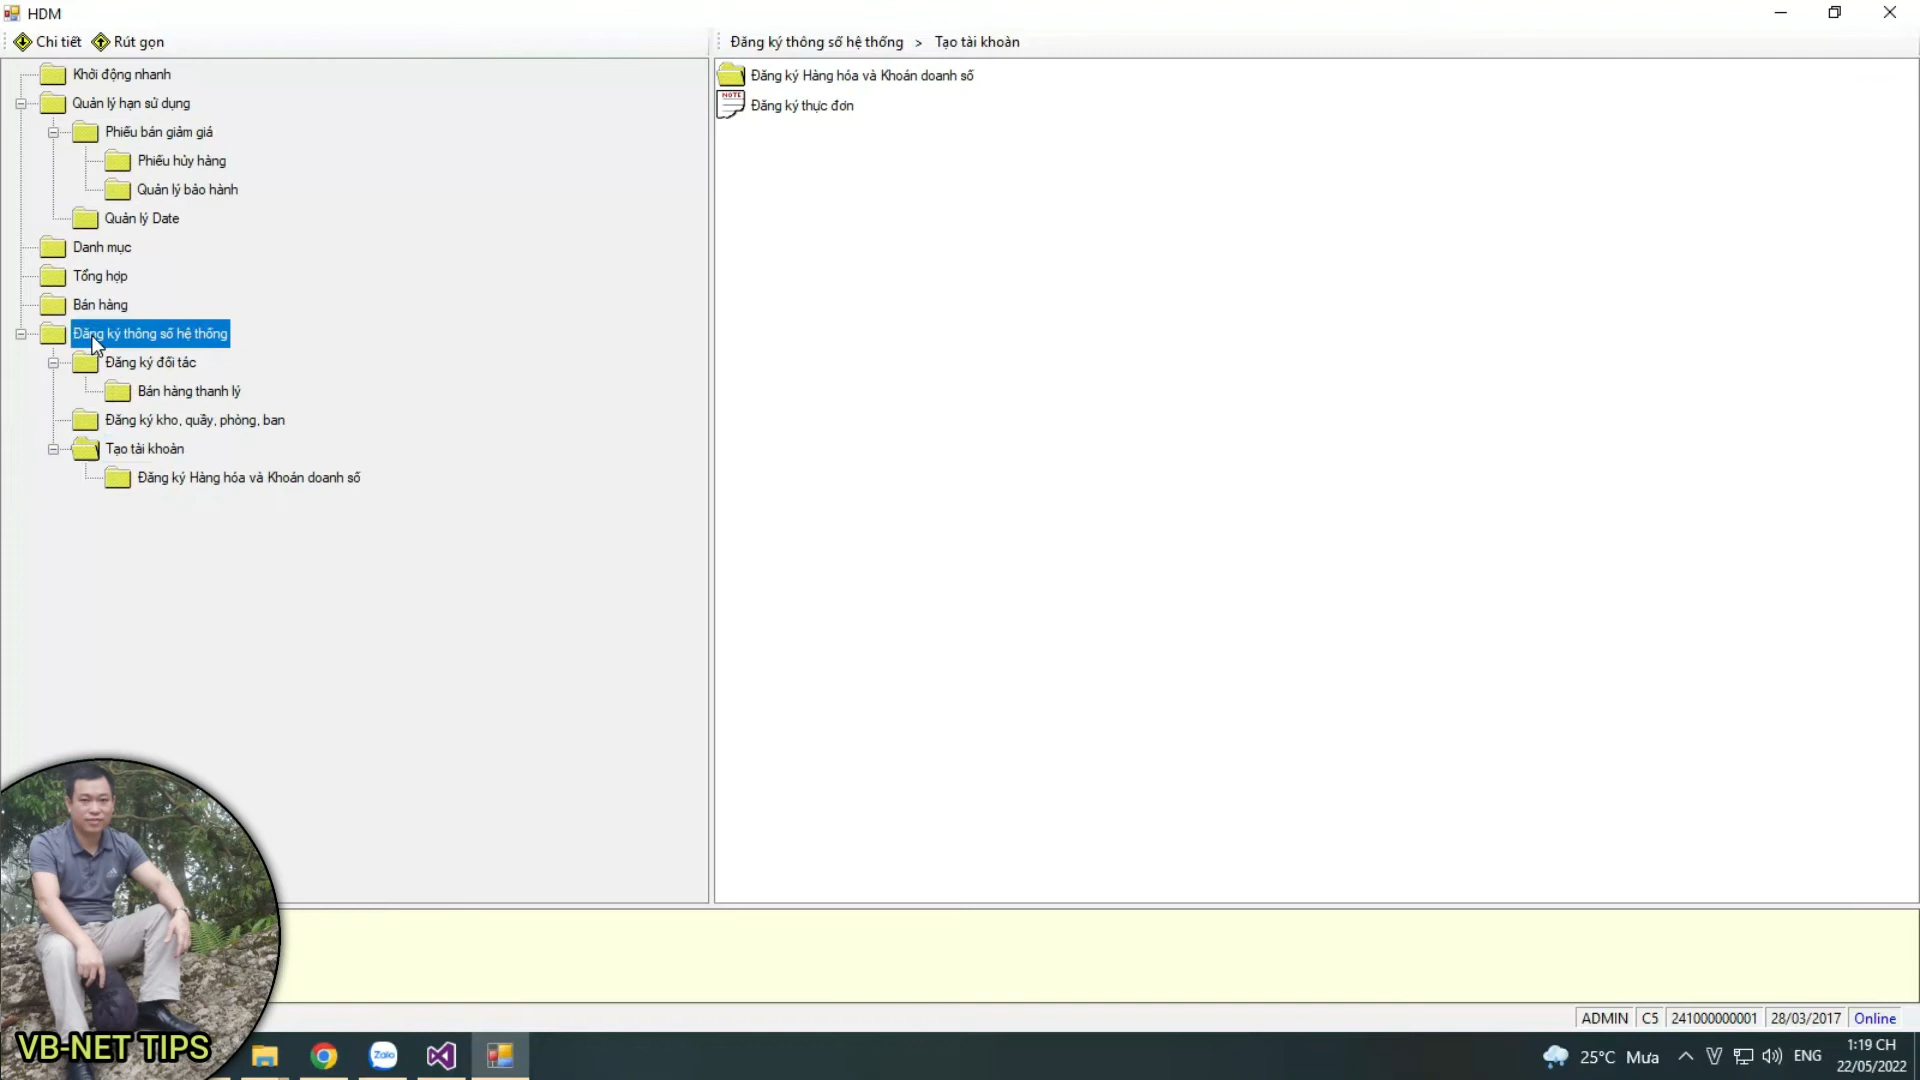 HDM
Chi tiết Rút gọn
Đăng ký thông số hệ thống > Tạo tài khoản
Khởi động nhanh
Quản lý hạn sử dụng
Phiếu bán giảm giá
Phiếu hủy hàng
Quản lý bảo hành
Quản lý Date
Danh mục
Tổng hợp
Bán hàng
Đăng ký thông số hệ thống
Đăng ký đối tác
Bán hàng thanh lý
Đăng ký kho, quầy, phòng, ban
Tạo tài khoản
Đăng ký Hàng hóa và Khoán doanh số
Đăng ký Hàng hóa và Khoán doanh số
NOTE
Đăng ký thực đơn
VB-NET TIPS
ADMIN C5 241000000001 28/03/2017 Online
Zalo
25°C Mưa
ENG
1:19 CH
22/05/2022